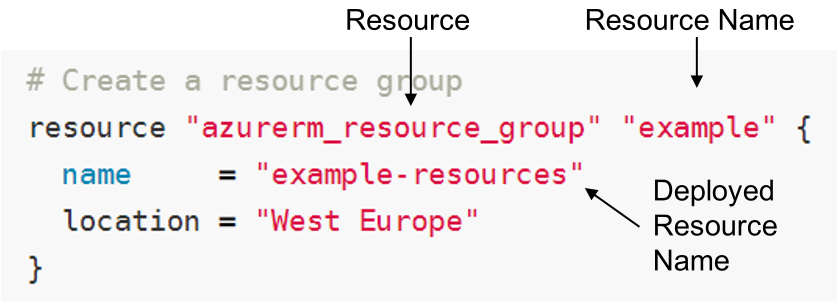 Resource
Resource Name
# Create a resource group
resource "azurerm_resource_group" "example" {
name     = "example-resources"
location = "West Europe"
}
Deployed
Resource
Name